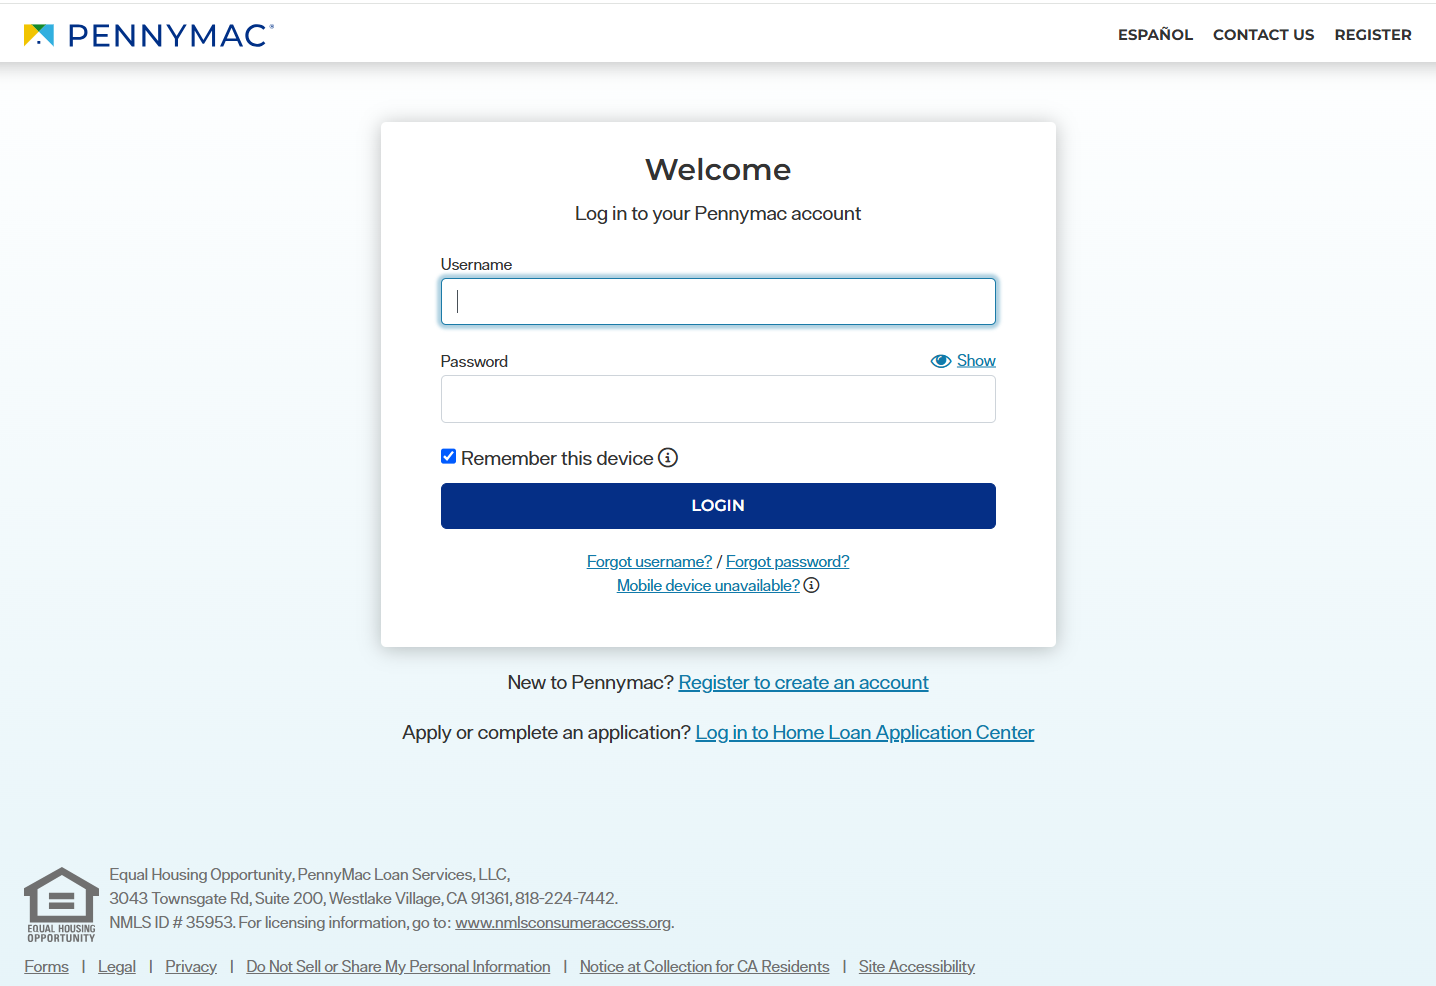 PENNYMAC®
ESPAÑOL CONTACT US REGISTER
Welcome
Log in to your Pennymac account
Username
Password Show
Remember this device
LOGIN
Forgot username? / Forgot password?
Mobile device unavailable?
New to Pennymac? Register to create an account
Apply or complete an application? Log in to Home Loan Application Center
EQUAL HOUSING
OPPORTUNITY
Equal Housing Opportunity, PennyMac Loan Services, LLC,
3043 Townsgate Rd, Suite 200, Westlake Village, CA 91361, 818-224-7442.
NMLS ID # 35953. For licensing information, go to: www.nmlsconsumeraccess.org.
Forms | Legal | Privacy | Do Not Sell or Share My Personal Information | Notice at Collection for CA Residents | Site Accessibility